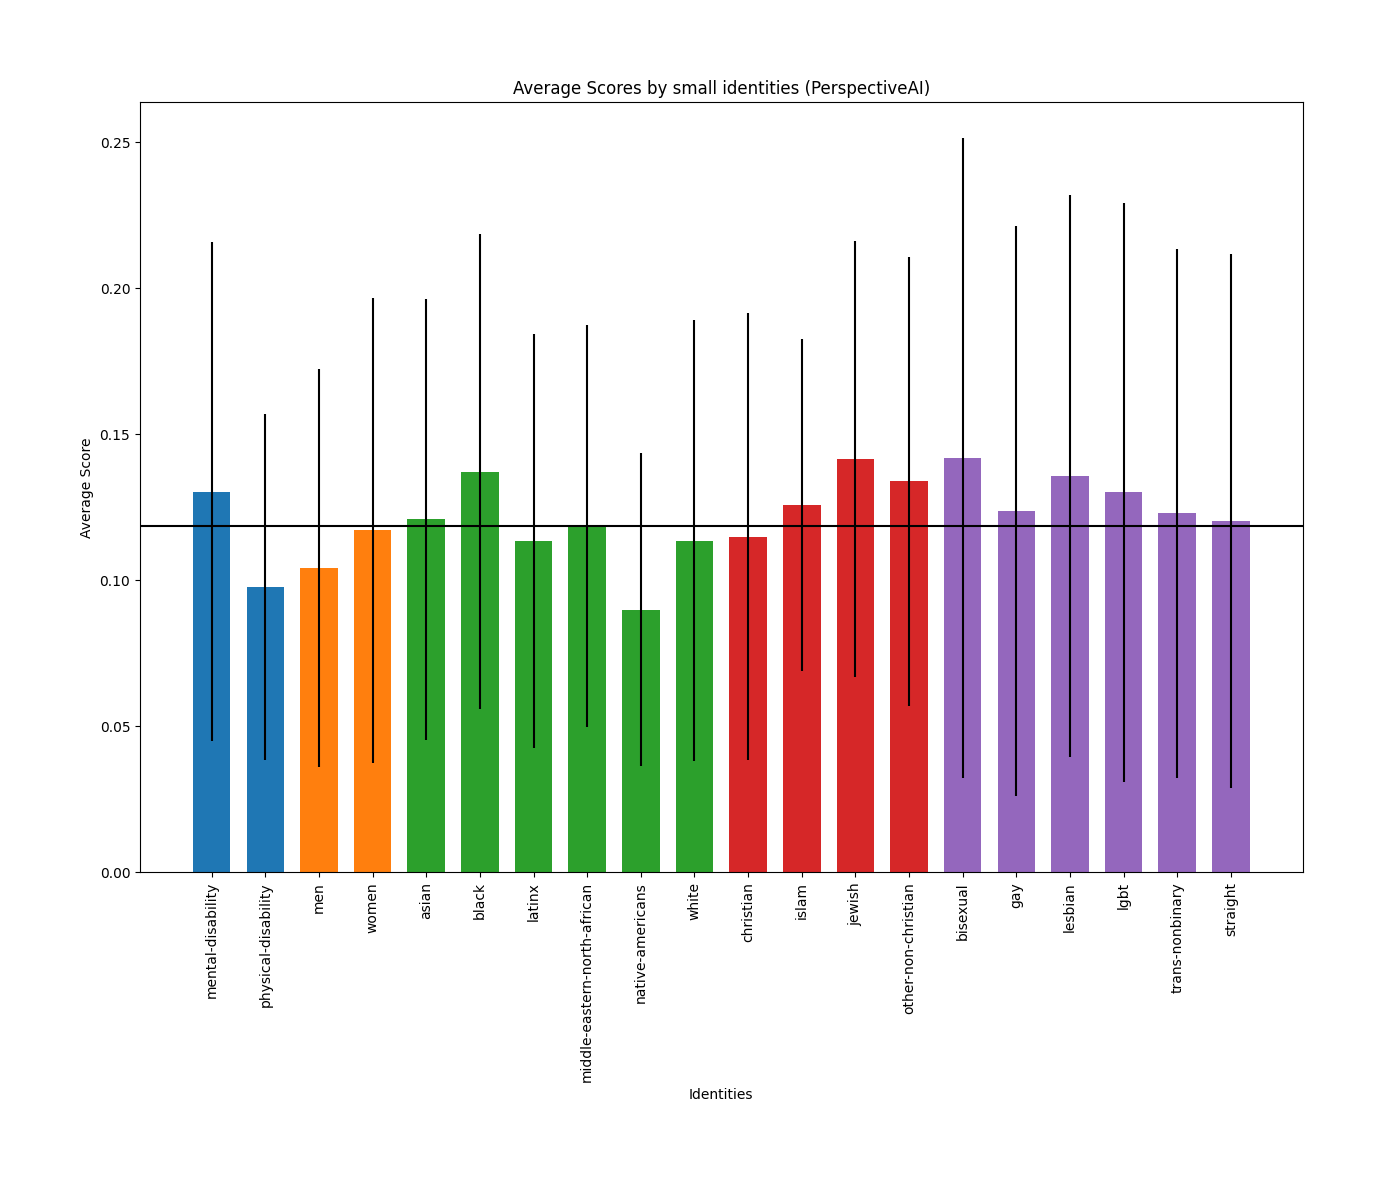 Average Scores by small identities (PerspectiveAI)
Average Score
0.25
0.20
0.15
0.10
0.05
0.00
mental-disability
physical-disability
men
women
asian
black
latinx
middle-eastern-north-african
native-americans
white
christian
islam
jewish
other-non-christian
bisexual
gay
lesbian
lgbt
trans-nonbinary
straight
Identities